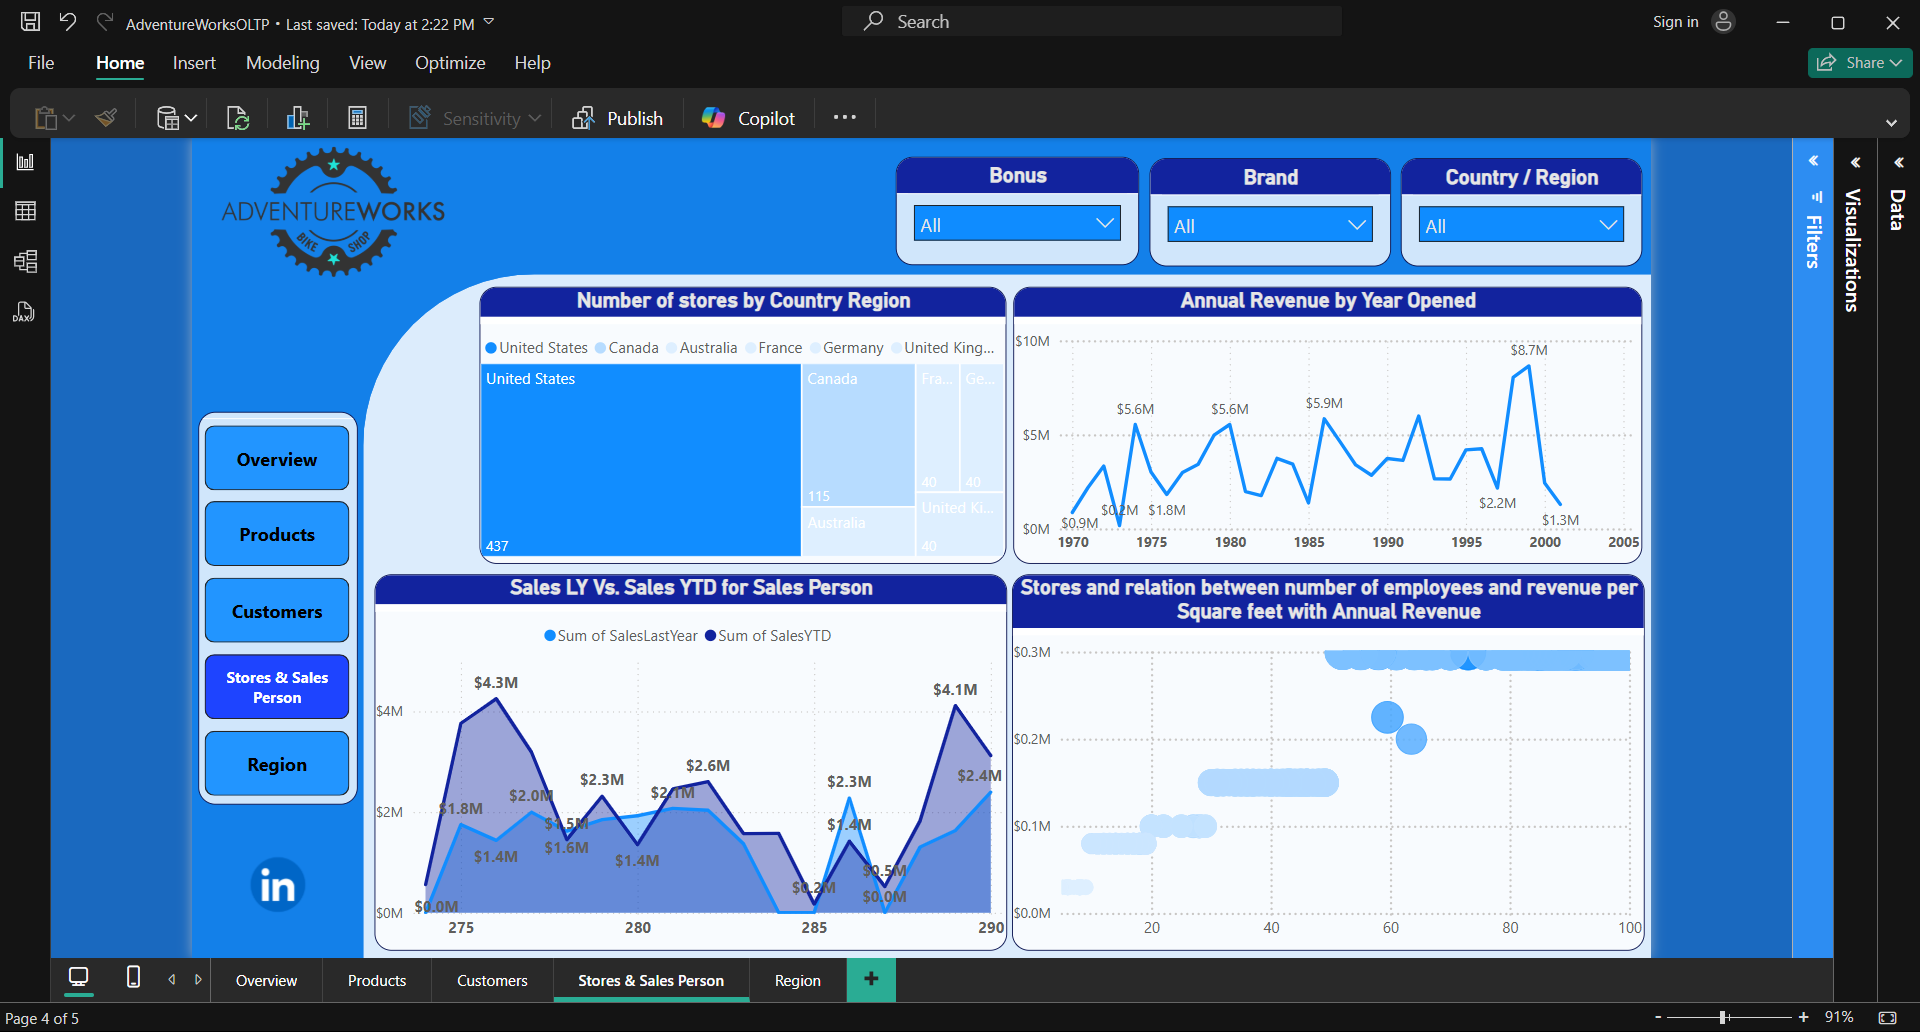 AdventureWorksOLTP • Last saved: Today at 2:22 PM
Search
Sign in
File Home Insert Modeling View Optimize Help
Share
Sensitivity
Publish
Copilot
DAX
ADVENTUREWORKS
BIKE SHOP
Bonus
All
Brand
All
Country / Region
All
Filters
Visualizations
Data
Overview
Products
Customers
Stores & Sales
Person
Region
in
Number of stores by Country Region
United States Canada Australia France Germany United King...
United States
437
Canada
115
Australia
Fra...
40
Ge...
40
United Ki...
40
Annual Revenue by Year Opened
$10M
$5M
$0M
$0.9M
$0.2M
$5.6M
$1.8M
$5.6M
$5.9M
$2.2M
$8.7M
$1.3M
1970 1975 1980 1985 1990 1995 2000 2005
Sales LY Vs. Sales YTD for Sales Person
Sum of SalesLastYear Sum of SalesYTD
$4M
$2M
$0M
$0.0M
$1.8M
$4.3M
$1.4M
$2.0M
$1.5M
$1.6M
$2.3M
$1.4M
$2.1M
$2.6M
$0.2M
$2.3M
$1.4M
$0.5M
$0.0M
$4.1M
$2.4M
275 280 285 290
Stores and relation between number of employees and revenue per
Square feet with Annual Revenue
$0.3M
$0.2M
$0.1M
$0.0M
20 40 60 80 100
Overview Products Customers Stores & Sales Person Region +
Page 4 of 5
- + 91%